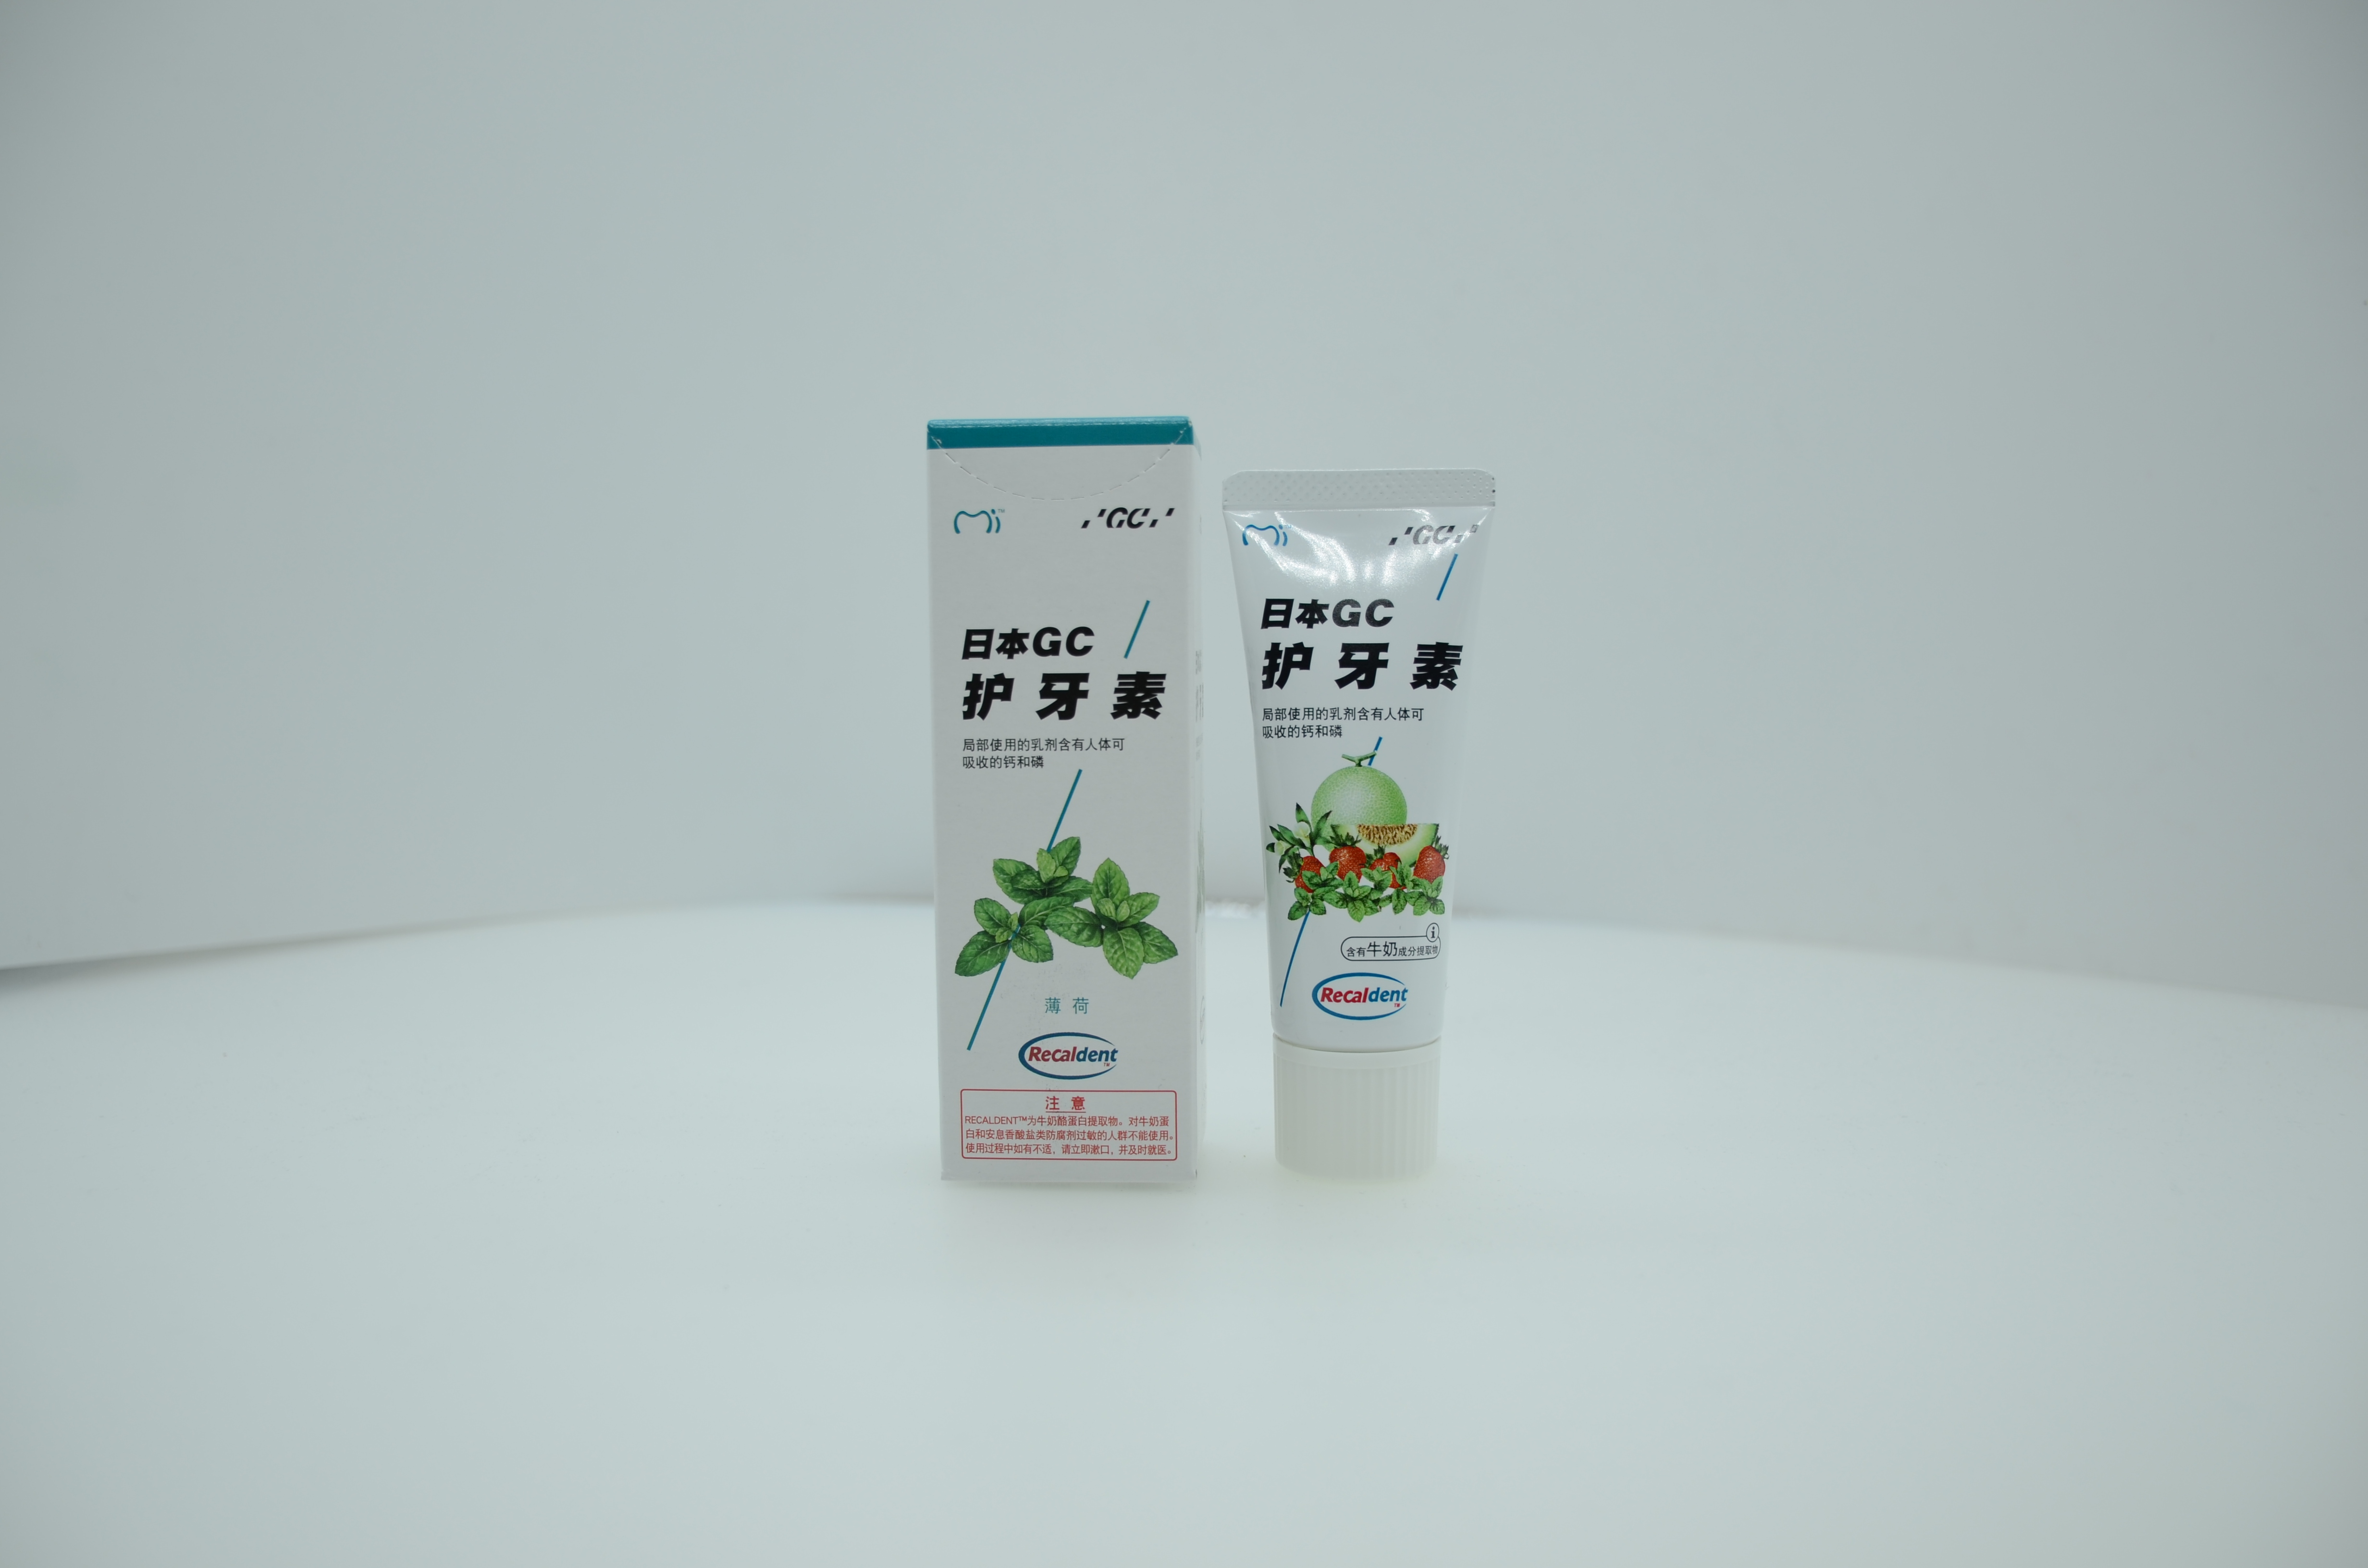 Mi™
GC
日本GC
护牙素
局部使用的乳剂含有人体可
吸收的钙和磷
薄荷
Recaldent™
注意
RECALDENT™为牛奶酪蛋白提取物。对牛奶蛋
白和安息香酸盐类防腐剂过敏的人群不能使用。
使用过程中如有不适，请立即漱口，并及时就医。
Mi
GC
日本GC
护牙素
局部使用的乳剂含有人体可
吸收的钙和磷
i
含有牛奶成分提取物
Recaldent™